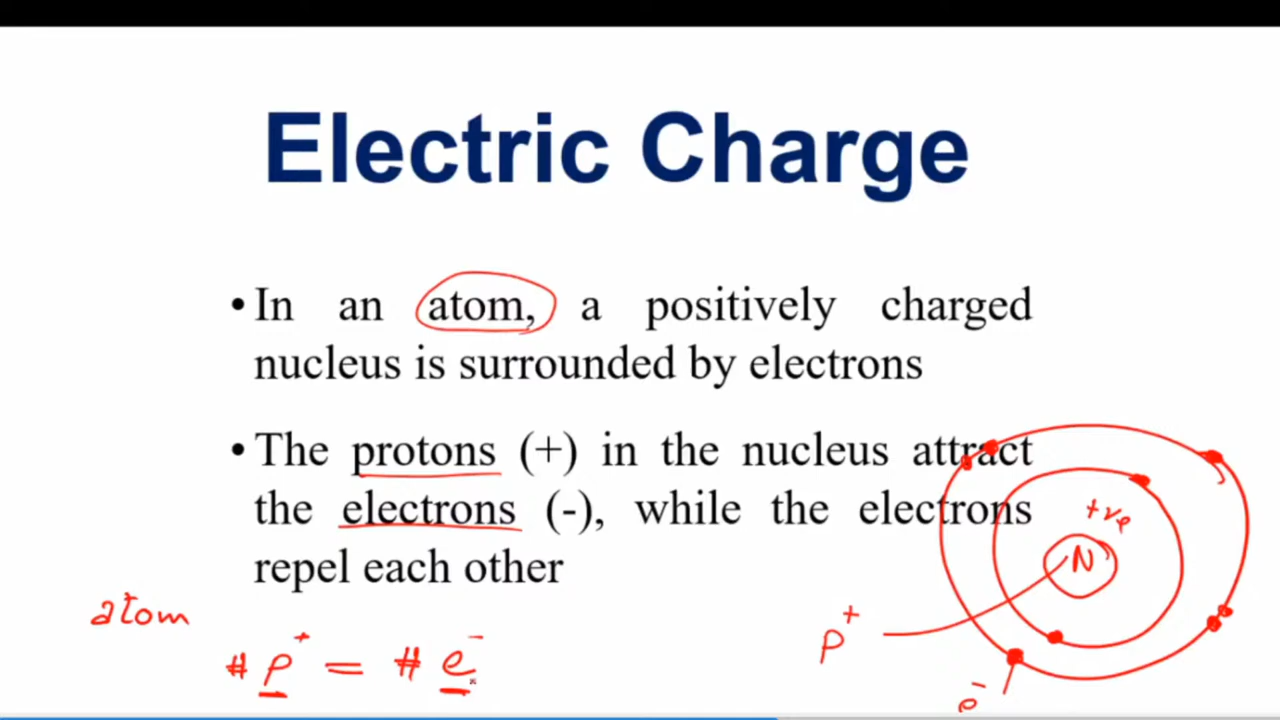 Electric Charge
• In an atom, a positively charged
nucleus is surrounded by electrons
• The protons (+) in the nucleus attract
the electrons (-), while the electrons
repel each other
+ve
N
atom
p⁺
# p⁺ = # e⁻
e⁻